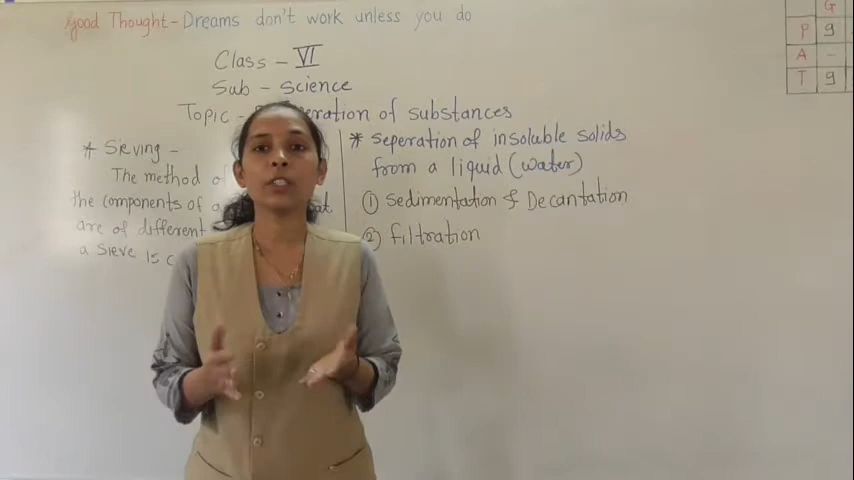 Good Thought - Dreams don't work unless you do
Class - VI
Sub - Science
Topic - eration of substances
* Sieving -
The method of
the components of a at
are of different
a sieve is
* seperation of insoluble solids
from a liquid (water)
① sedimentation & Decantation
② filtration
G
P 9
A -
T 9